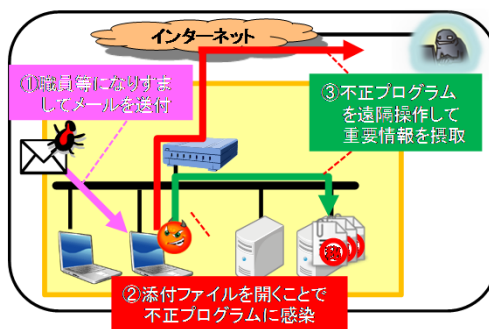 インターネット
①職員等になりすま
してメールを送付
③不正プログラム
を遠隔操作して
重要情報を摂取
②添付ファイルを開くことで
不正プログラムに感染